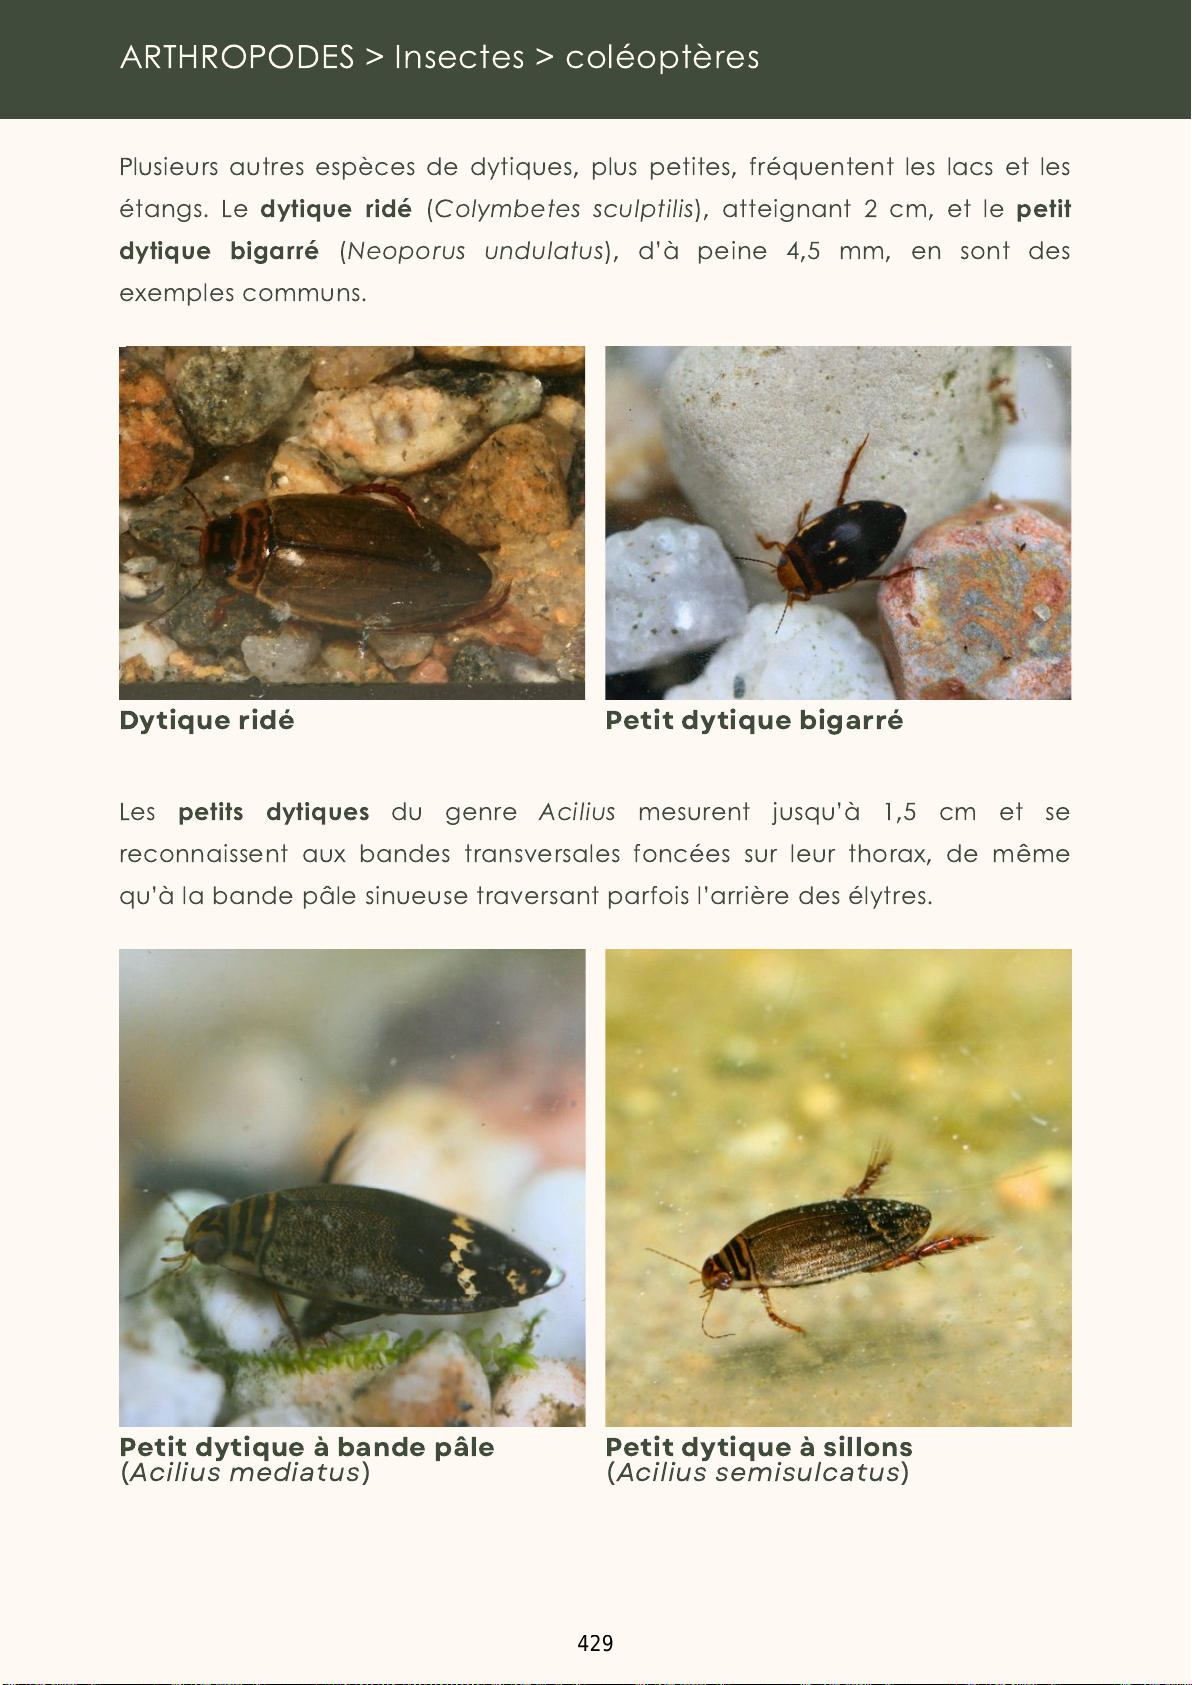 ARTHROPODES > Insectes > coléoptères
Plusieurs autres espèces de dytiques, plus petites, fréquentent les lacs et les
étangs. Le dytique ridé (Colymbetes sculptilis), atteignant 2 cm, et le petit
dytique bigarré (Neoporus undulatus), d'à peine 4,5 mm, en sont des
exemples communs.
Dytique ridé
Petit dytique bigarré
Les petits dytiques du genre Acilius mesurent jusqu'à 1,5 cm et se
reconnaissent aux bandes transversales foncées sur leur thorax, de même
qu'à la bande pâle sinueuse traversant parfois l'arrière des élytres.
Petit dytique à bande pâle
(Acilius mediatus)
Petit dytique à sillons
(Acilius semisulcatus)
429